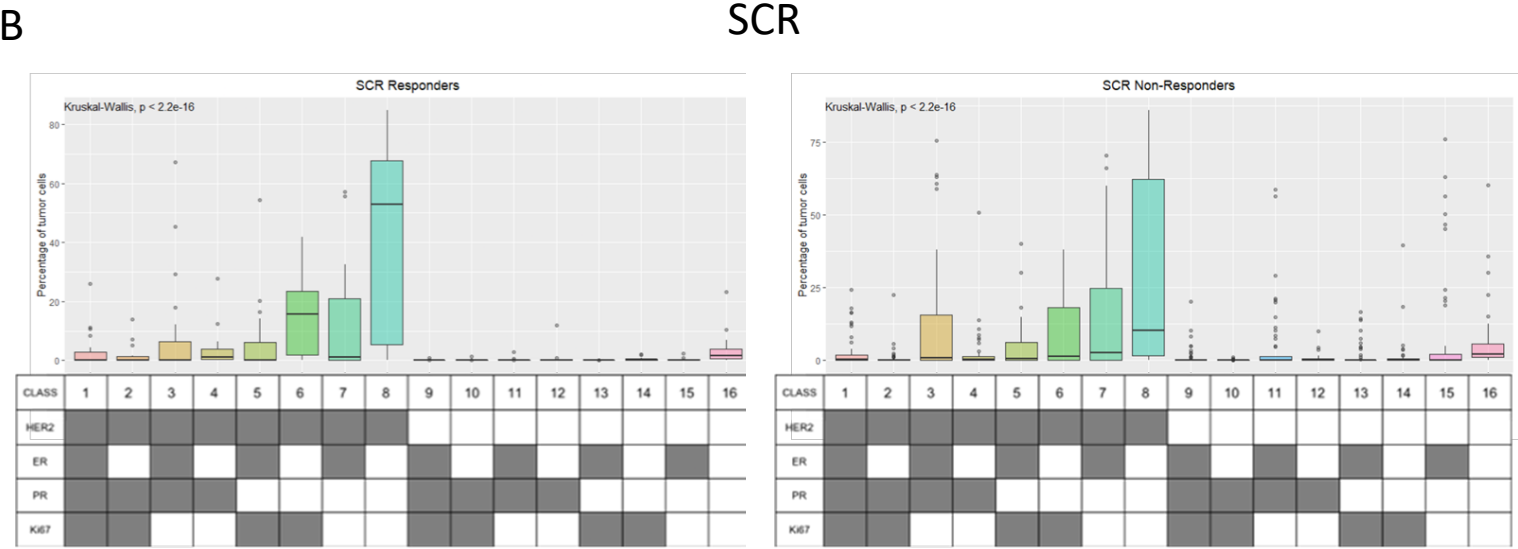 B
SCR
SCR Responders
Kruskal-Wallis, p < 2.2e-16
Percentage of tumor cells
80
60
40
20
0
CLASS 1 2 3 4 5 6 7 8 9 10 11 12 13 14 15 16
HER2
ER
PR
Ki67
SCR Non-Responders
Kruskal-Wallis, p < 2.2e-16
Percentage of tumor cells
75
50
25
0
CLASS 1 2 3 4 5 6 7 8 9 10 11 12 13 14 15 16
HER2
ER
PR
Ki67